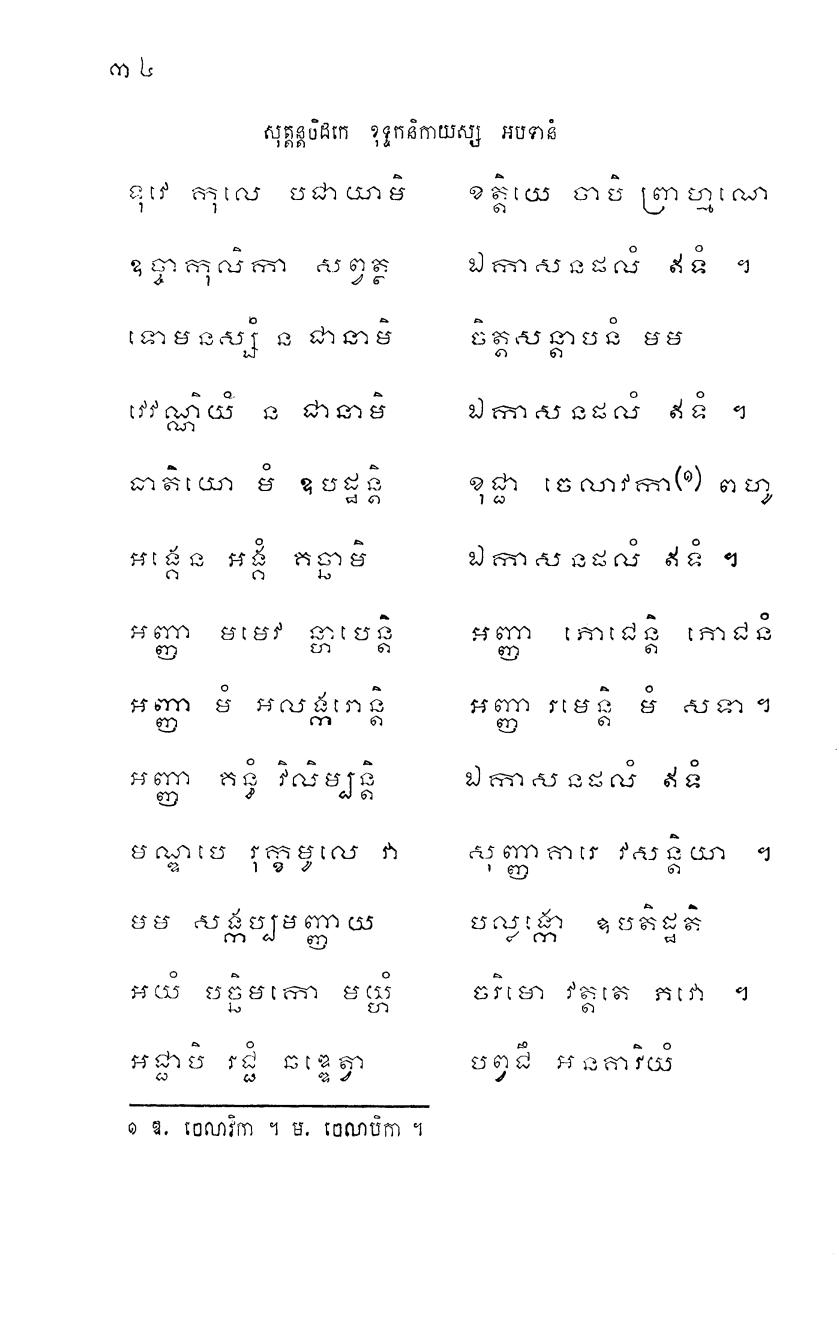 ៣៤
សុត្តន្តបិដកេ ខុទ្ទកនិកាយស្ស អបទានំ
ទុវេ កុលេ បជាយាមិ ខត្តិយេ ចាបិ ព្រាហ្មណេ
ឧច្ចាកុលិកា សព្វត្ថ ឯកាសនផលំ ឥទំ ។
ទោមនស្សំ ន ជានាមិ ចិត្តសន្តាបនំ មម
វេវណ្ណិយំ ន ជានាមិ ឯកាសនផលំ ឥទំ ។
ធាតិយោ មំ ឧបដ្ឋន្តិ ខុជ្ជា ចេលាវកា(១) ពហូ
អង្គេន អង្គំ គច្ឆាមិ ឯកាសនផលំ ឥទំ ។
អញ្ញា មមេវ ន្ហាបេន្តិ អញ្ញា ភោជេន្តិ ភោជនំ
អញ្ញា មំ អលង្ករោន្តិ អញ្ញា រមេន្តិ មំ សទា ។
អញ្ញា គន្ធំ វិលិម្បន្តិ ឯកាសនផលំ ឥទំ
មណ្ឌបេ រុក្ខមូលេ វា សុញ្ញាគារេ វសន្តិយា ។
មម សង្កប្បមញ្ញាយ បល្លង្កោ ឧបតិដ្ឋតិ
អយំ បច្ឆិមកោ មយ្ហំ ចរិមោ វត្តតេ ភវោ ។
អជ្ជាបិ រជ្ជំ ឆឌ្ឌេត្វា បព្វជឹ អនគារិយំ
១ ឱ. ចេលាវិកា ។ ម. ចេលាបិកា ។